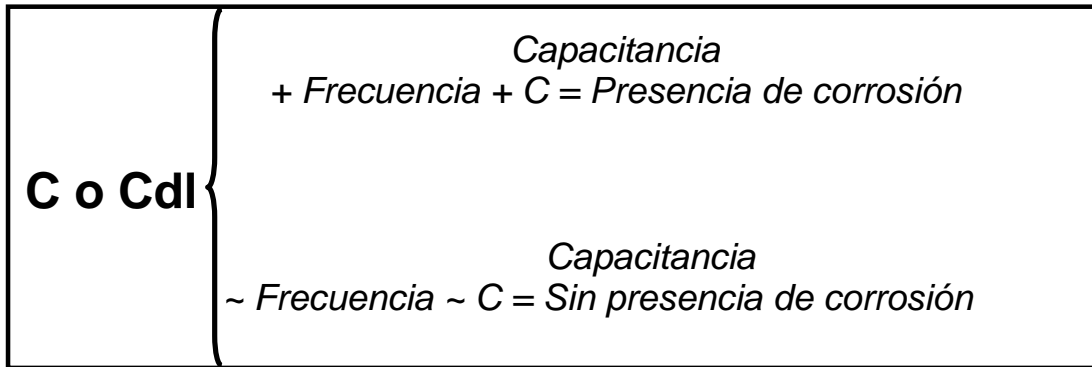 Capacitancia
+ Frecuencia + C = Presencia de corrosión
C o Cdl
Capacitancia
~ Frecuencia ~ C = Sin presencia de corrosión